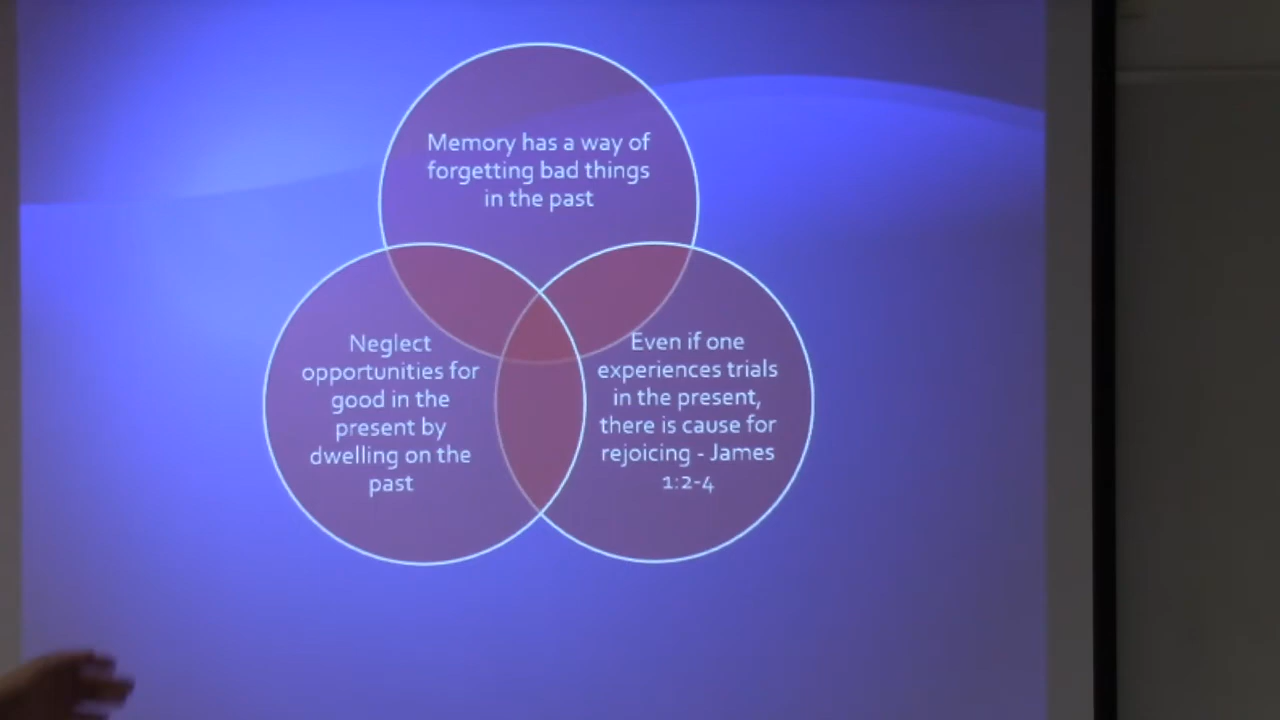 Memory has a way of
forgetting bad things
in the past
Neglect
opportunities for
good in the
present by
dwelling on the
past
Even if one
experiences trials
in the present,
there is cause for
rejoicing - James
1:2-4